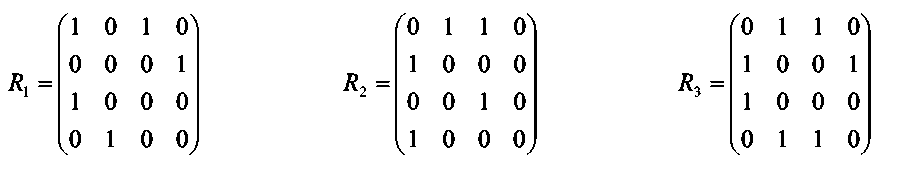 R₁ = (1 0 1 0
0 0 0 1
1 0 0 0
0 1 0 0)
R₂ = (0 1 1 0
1 0 0 0
0 0 1 0
1 0 0 0)
R₃ = (0 1 1 0
1 0 0 1
1 0 0 0
0 1 1 0)